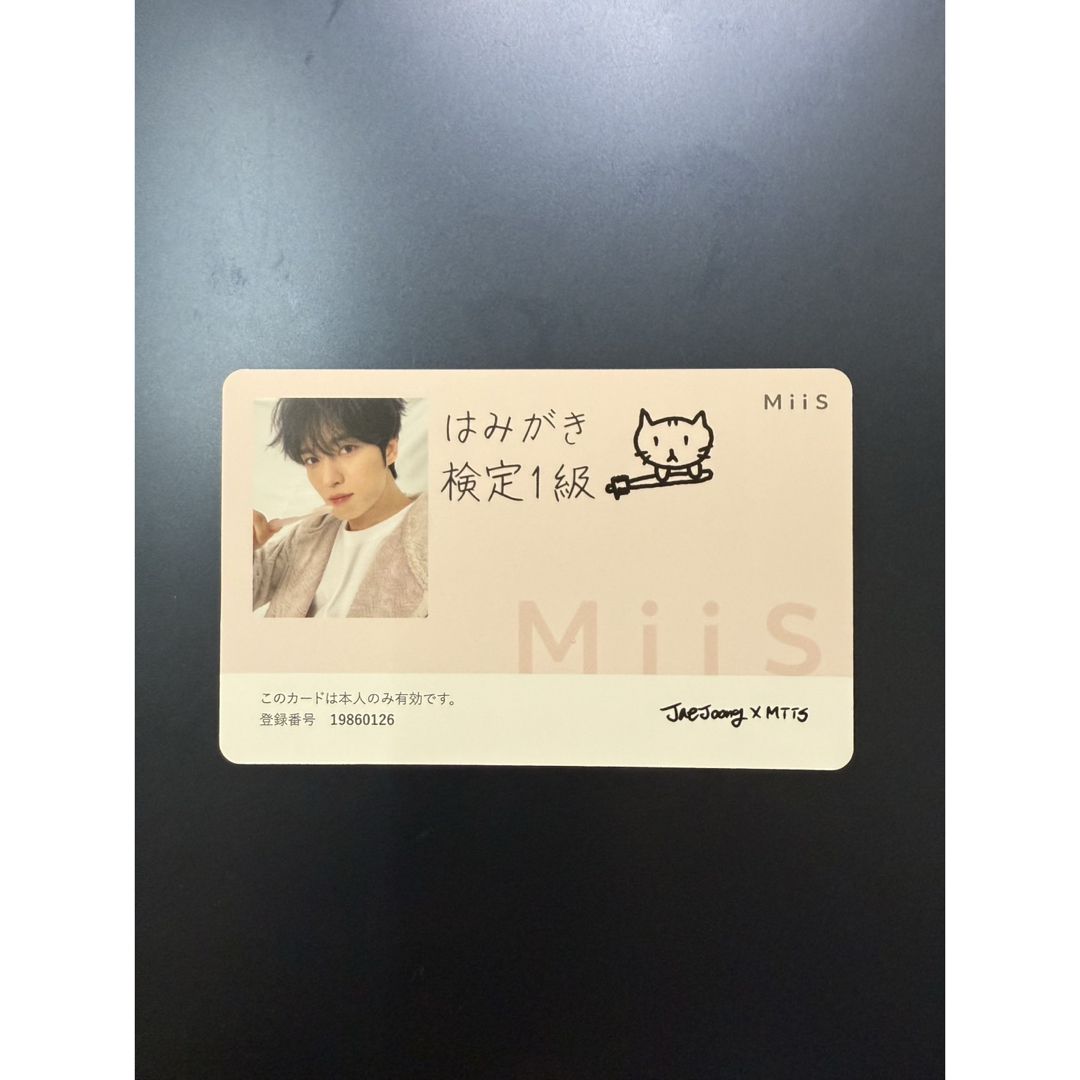 MiiS
はみがき
検定1級
MiiS
このカードは本人のみ有効です。
登録番号 19860126
JaeJoong X MIIS